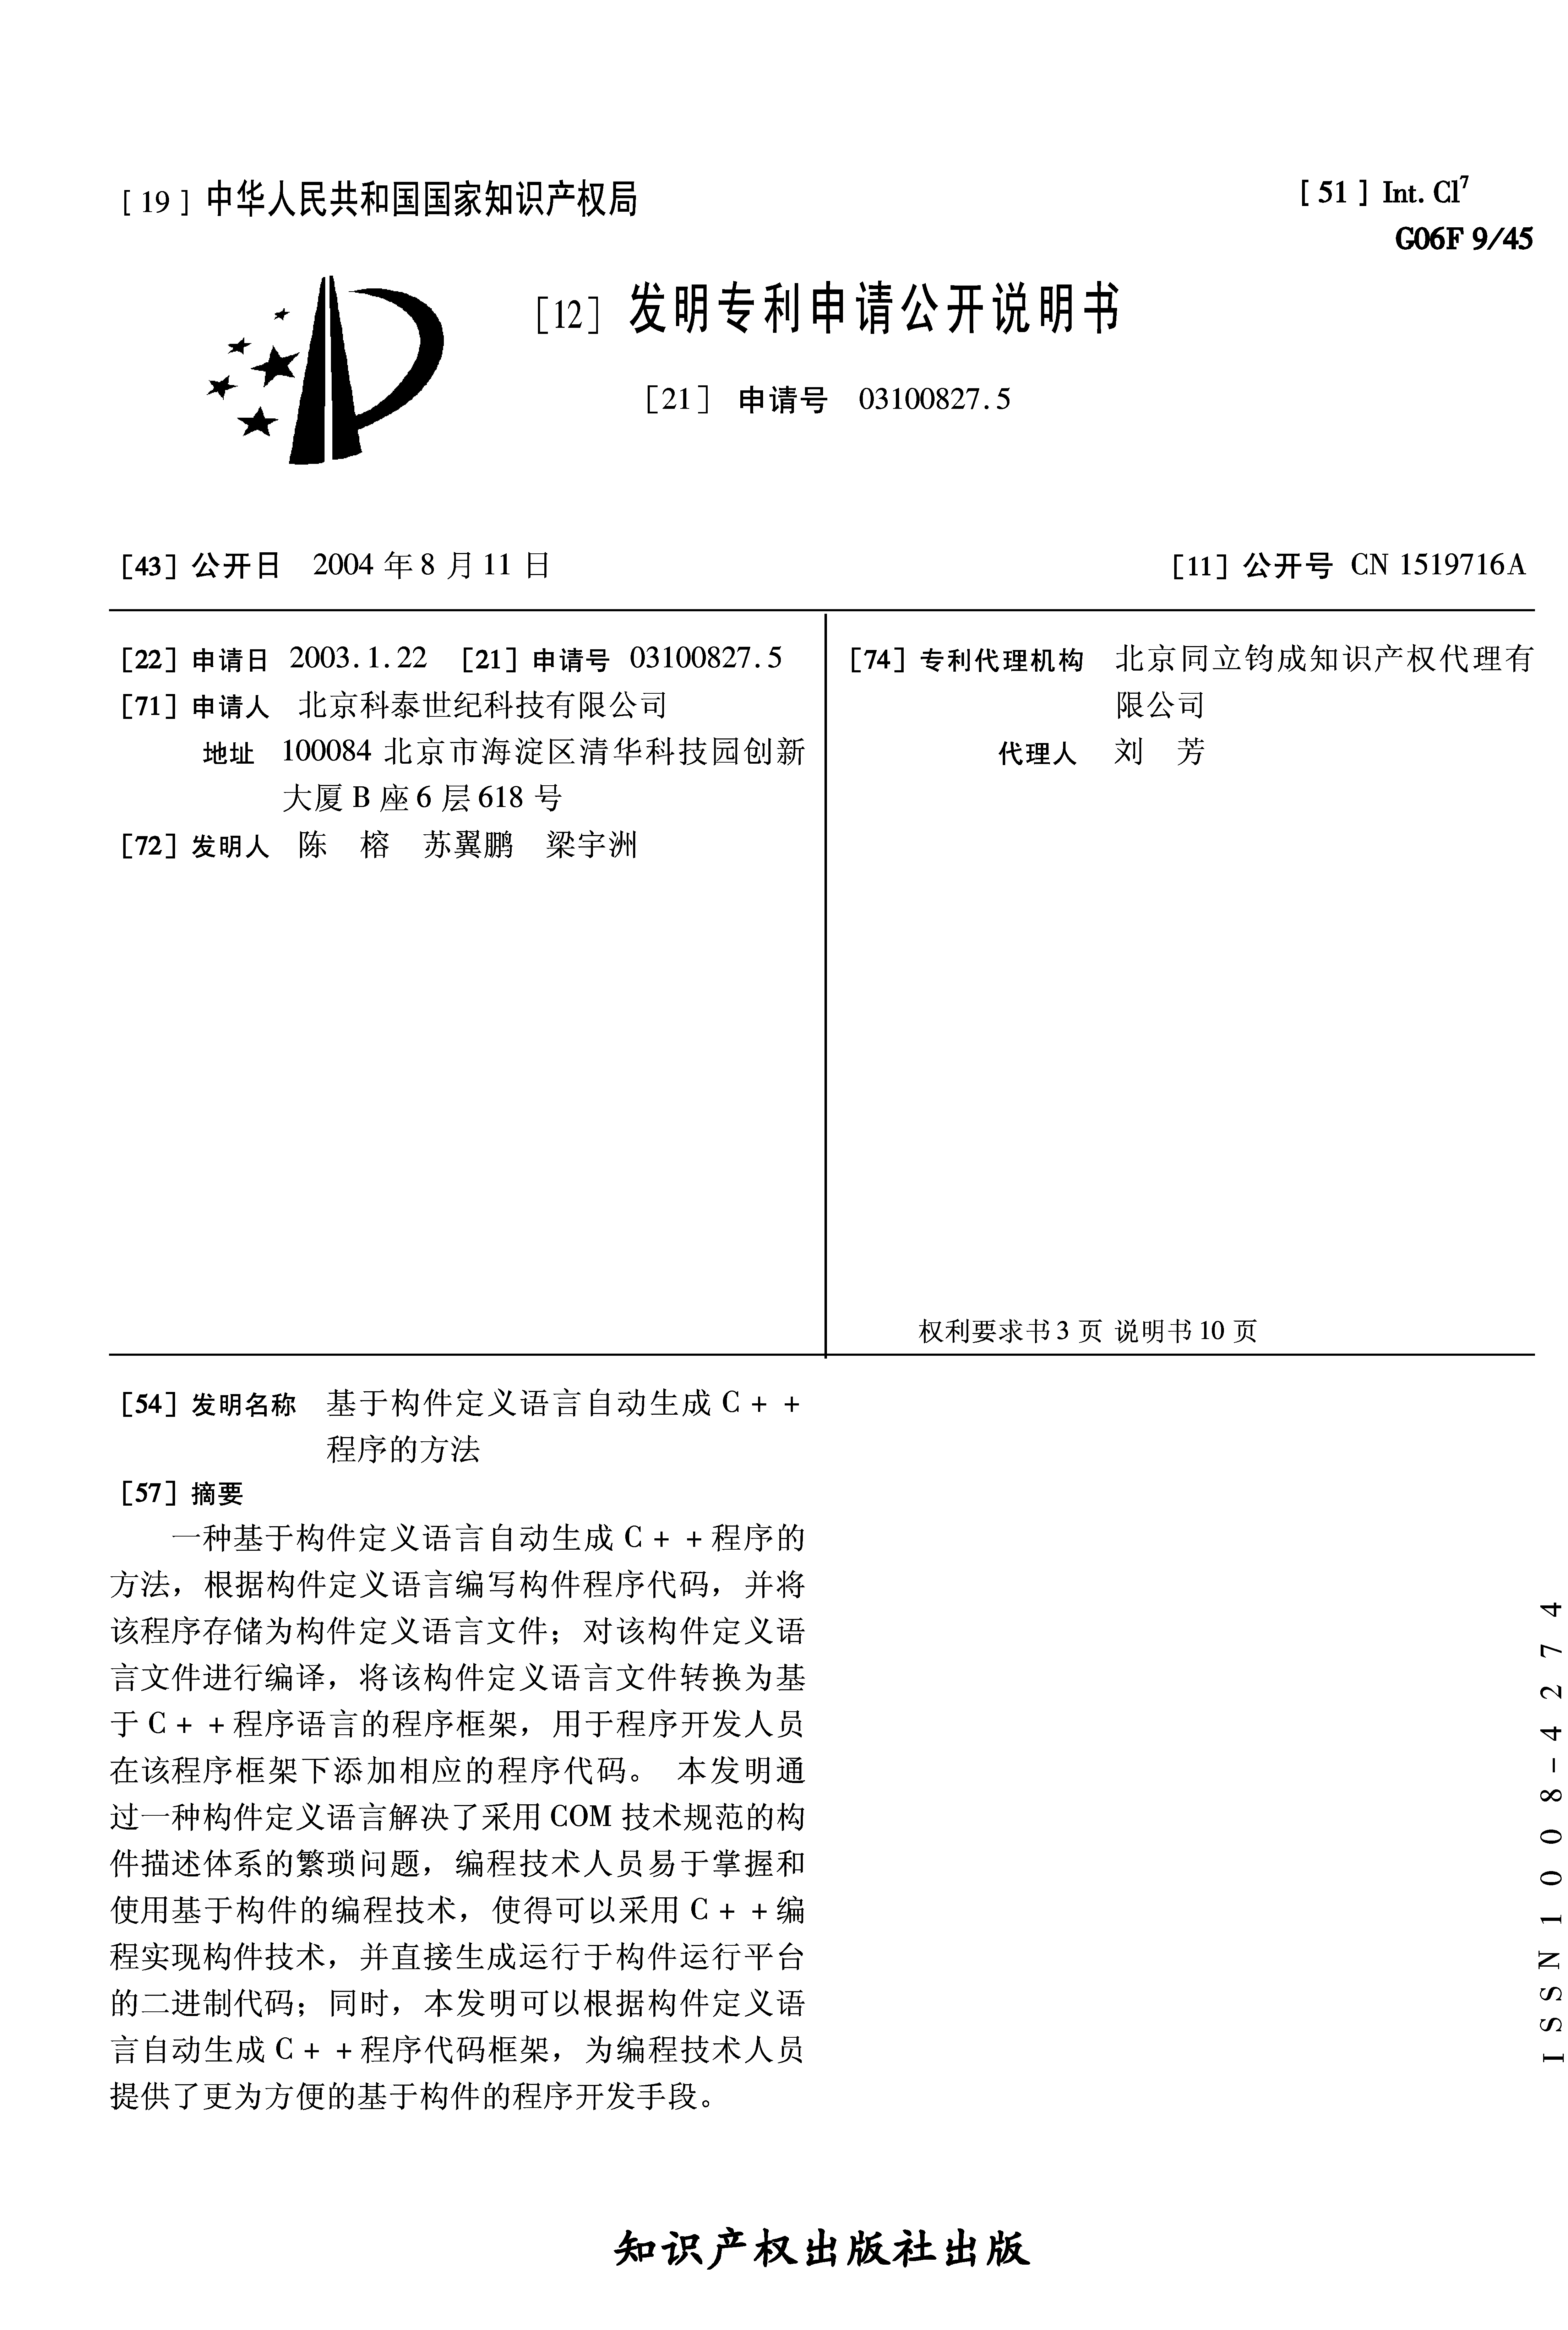 [19] 中华人民共和国国家知识产权局
[51] Int. Cl7
G06F 9/45
[12] 发明专利申请公开说明书
[21] 申请号 03100827.5
[43] 公开日 2004 年 8 月 11 日
[11] 公开号 CN 1519716A
[22] 申请日 2003.1.22 [21] 申请号 03100827.5
[71] 申请人 北京科泰世纪科技有限公司
地址 100084 北京市海淀区清华科技园创新
大厦 B 座 6 层 618 号
[72] 发明人 陈 榕 苏翼鹏 梁宇洲
[74] 专利代理机构 北京同立钧成知识产权代理有
限公司
代理人 刘 芳
权利要求书 3 页 说明书 10 页
[54] 发明名称 基于构件定义语言自动生成 C + +
程序的方法
[57] 摘要
一种基于构件定义语言自动生成 C + + 程序的
方法，根据构件定义语言编写构件程序代码，并将
该程序存储为构件定义语言文件；对该构件定义语
言文件进行编译，将该构件定义语言文件转换为基
于 C + + 程序语言的程序框架，用于程序开发人员
在该程序框架下添加相应的程序代码。 本发明通
过一种构件定义语言解决了采用 COM 技术规范的构
件描述体系的繁琐问题，编程技术人员易于掌握和
使用基于构件的编程技术，使得可以采用 C + + 编
程实现构件技术，并直接生成运行于构件运行平台
的二进制代码；同时，本发明可以根据构件定义语
言自动生成 C + + 程序代码框架，为编程技术人员
提供了更为方便的基于构件的程序开发手段。
ISSN1008-4274
知识产权出版社出版